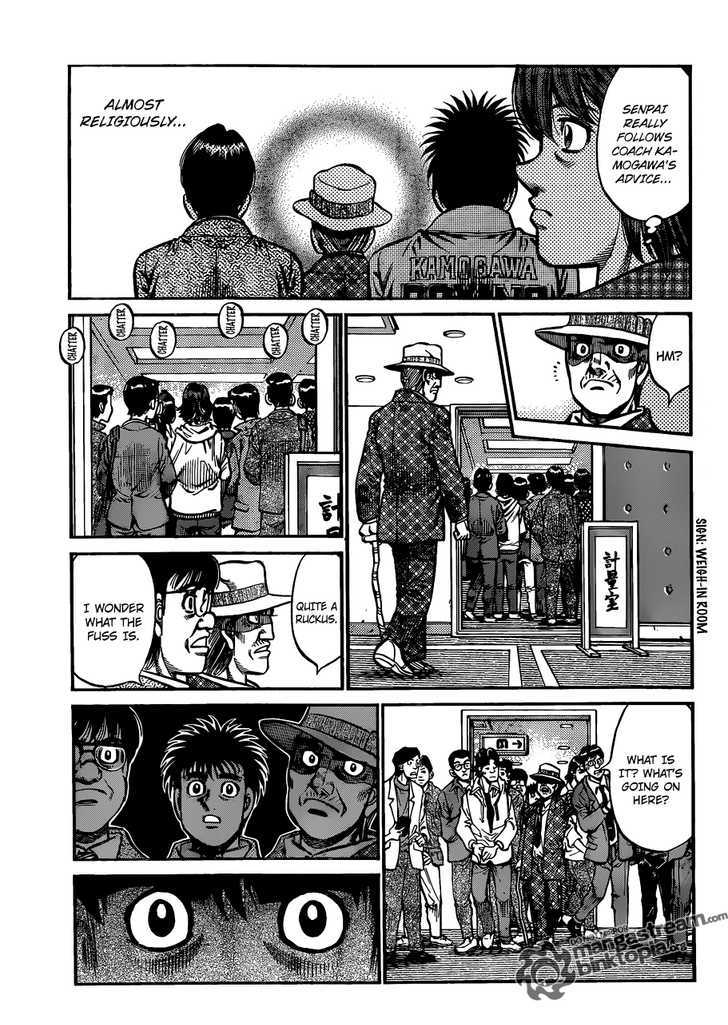 SENPAI
REALLY
FOLLOWS
COACH KA-
MOGAWA'S
ADVICE...
ALMOST
RELIGIOUSLY...
KAMOGAWA
HM?
CHATTER
CHATTER
CHATTER
CHATTER
CHATTER
CHATTER
計量室
SIGN: WEIGH-IN ROOM
QUITE A
RUCKUS.
I WONDER
WHAT THE
FUSS IS.
WHAT IS
IT? WHAT'S
GOING ON
HERE?
mangastream.com
binktopia.org